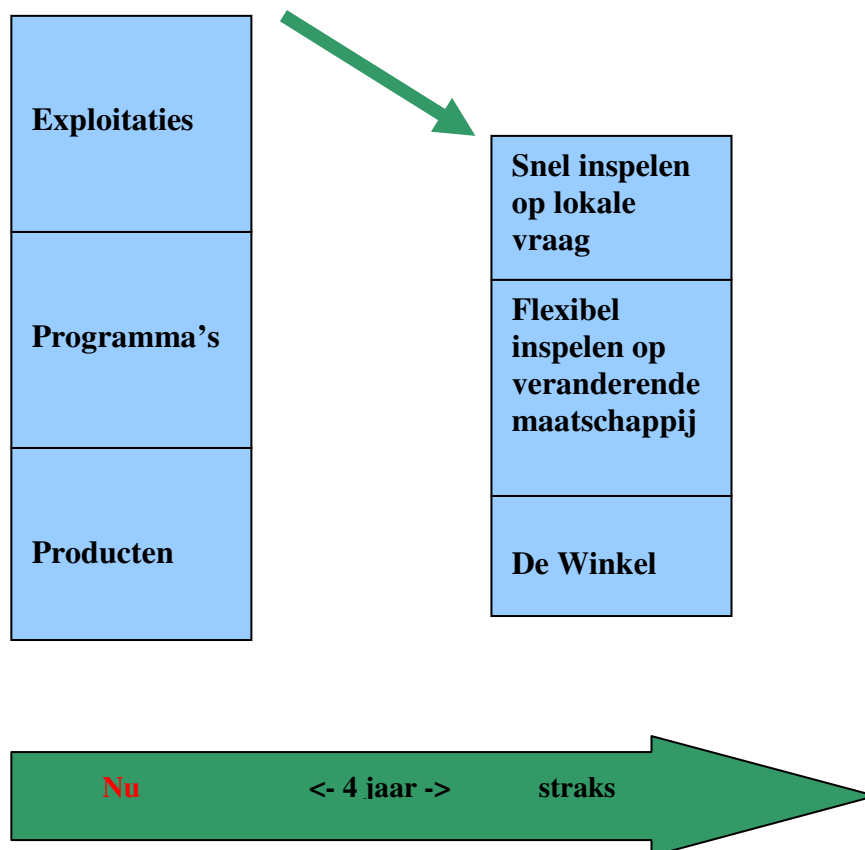 Exploitaties
Programma’s
Producten
Snel inspelen
op lokale
vraag
Flexibel
inspelen op
veranderende
maatschappij
De Winkel
Nu <- 4 jaar -> straks